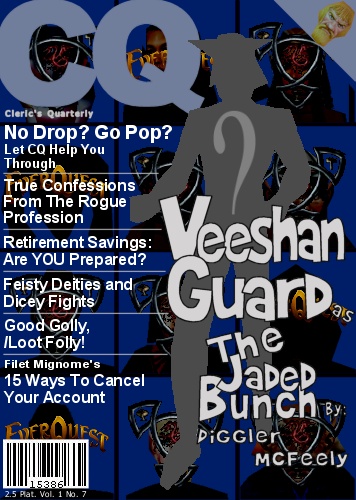 CQ
Cleric's Quarterly
No Drop? Go Pop?
Let CQ Help You
Through
True Confessions
From The Rogue
Profession
Retirement Savings:
Are YOU Prepared?
Feisty Deities and
Dicey Fights
Good Golly,
/Loot Folly!
Filet Mignome's
15 Ways To Cancel
Your Account
?
Veeshan
Guard
The
Jaded
Bunch By:
Diggler
McFeely
EverQuest
15386
2.5 Plat. Vol. 1 No. 7